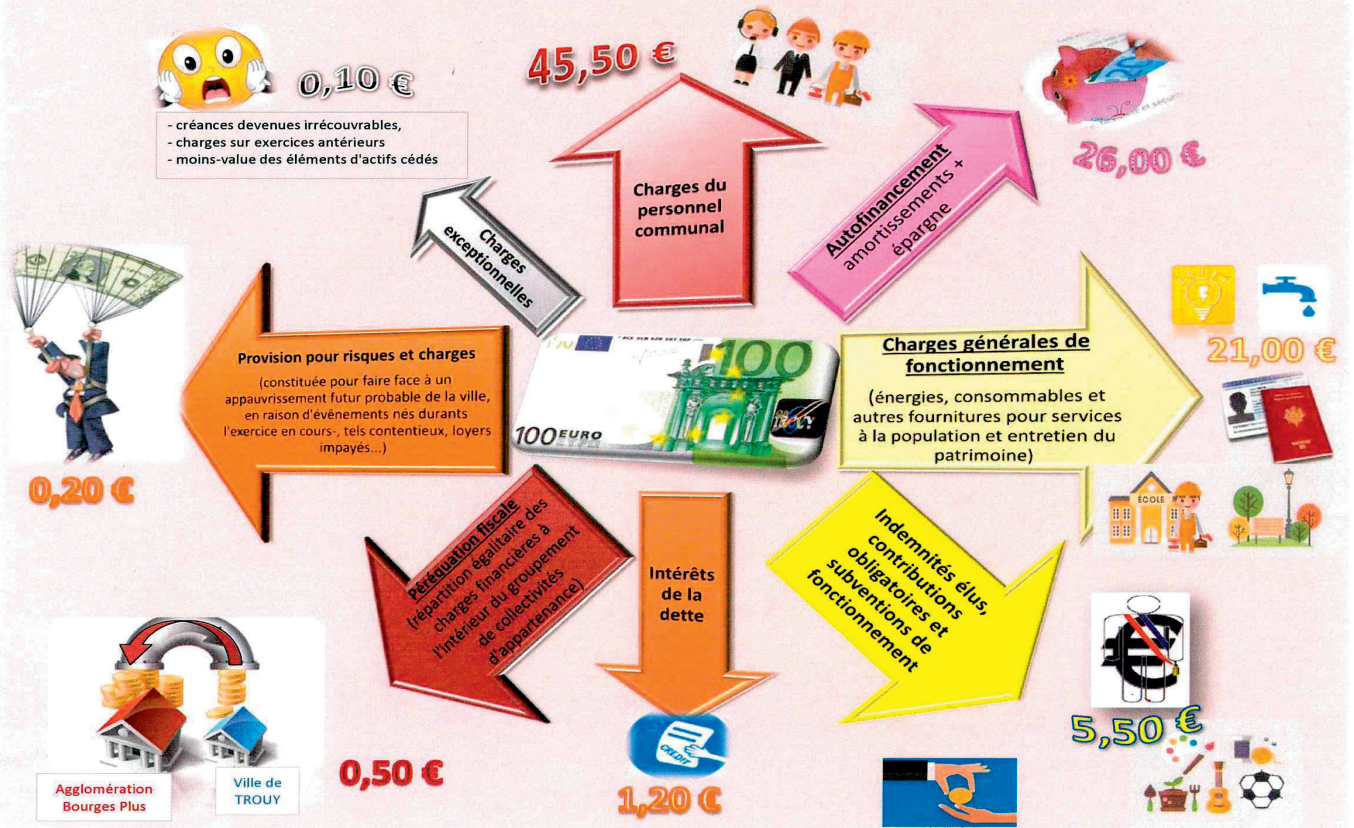 0,10 €
- créances devenues irrécouvrables,
- charges sur exercices antérieurs
- moins-value des éléments d'actifs cédés
Charges
exceptionnelles
45,50 €
Charges du
personnel
communal
26,00 €
Autofinancement
amortissements +
épargne
Provision pour risques et charges
(constituée pour faire face à un
appauvrissement futur probable de la ville,
en raison d'évènements nés durants
l'exercice en cours-, tels contentieux, loyers
impayés...)
0,20 €
100
100 EURO
TROUY
Charges générales de
fonctionnement
(énergies, consommables et
autres fournitures pour services
à la population et entretien du
patrimoine)
21,00 €
ÉCOLE
Péréquation fiscale
(répartition égalitaire des
charges financières à
l'intérieur du groupement
de collectivités
d'appartenance)
0,50 €
Agglomération
Bourges Plus
Ville de
TROUY
Intérêts
de la
dette
CREDIT
1,20 €
Indemnités élus,
contributions
obligatoires et
subventions de
fonctionnement
5,50 €